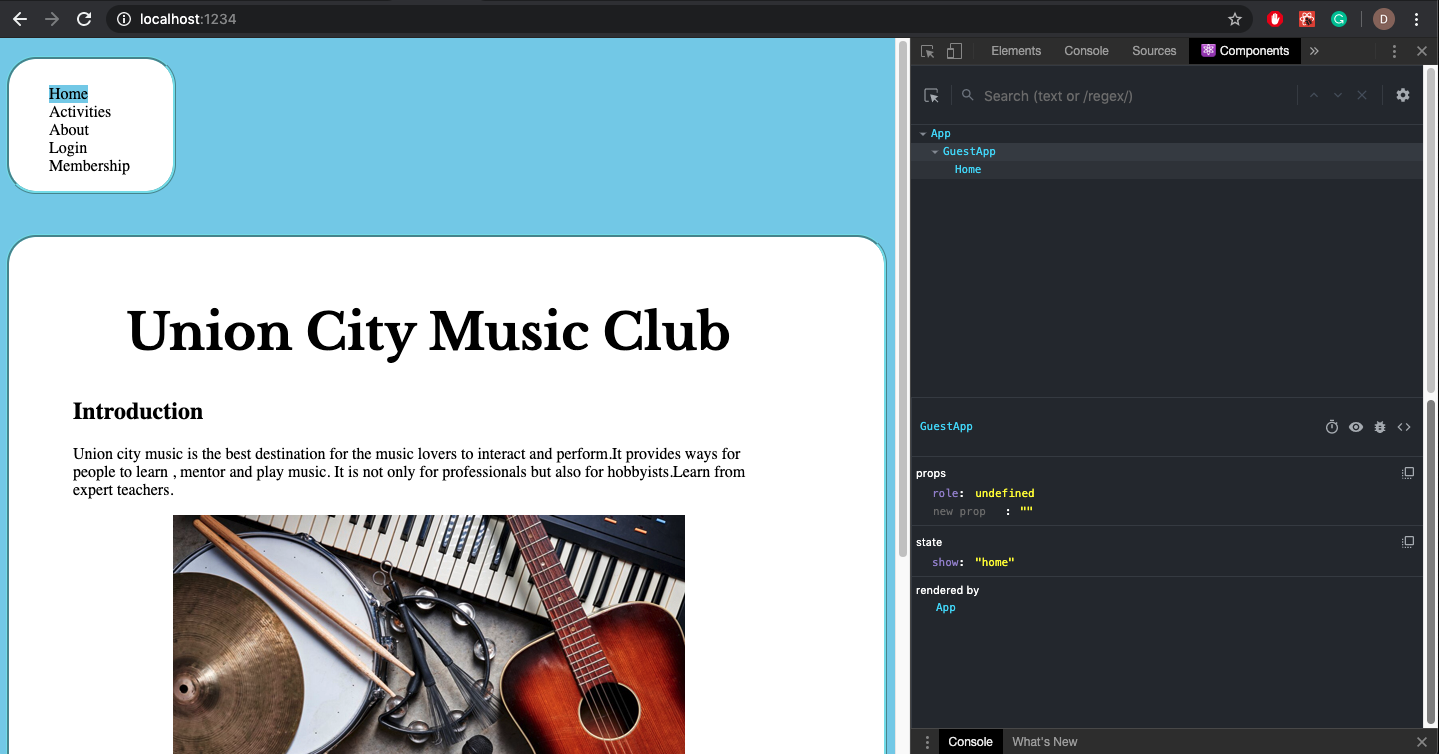 localhost:1234
D
Elements Console Sources Components »
Search (text or /regex/)
Home
Activities
About
Login
Membership
App
GuestApp
Home
Union City Music Club
Introduction
Union city music is the best destination for the music lovers to interact and perform.It provides ways for
people to learn , mentor and play music. It is not only for professionals but also for hobbyists.Learn from
expert teachers.
GuestApp
props
role: undefined
new prop : ""
state
show: "home"
rendered by
App
Console What's New